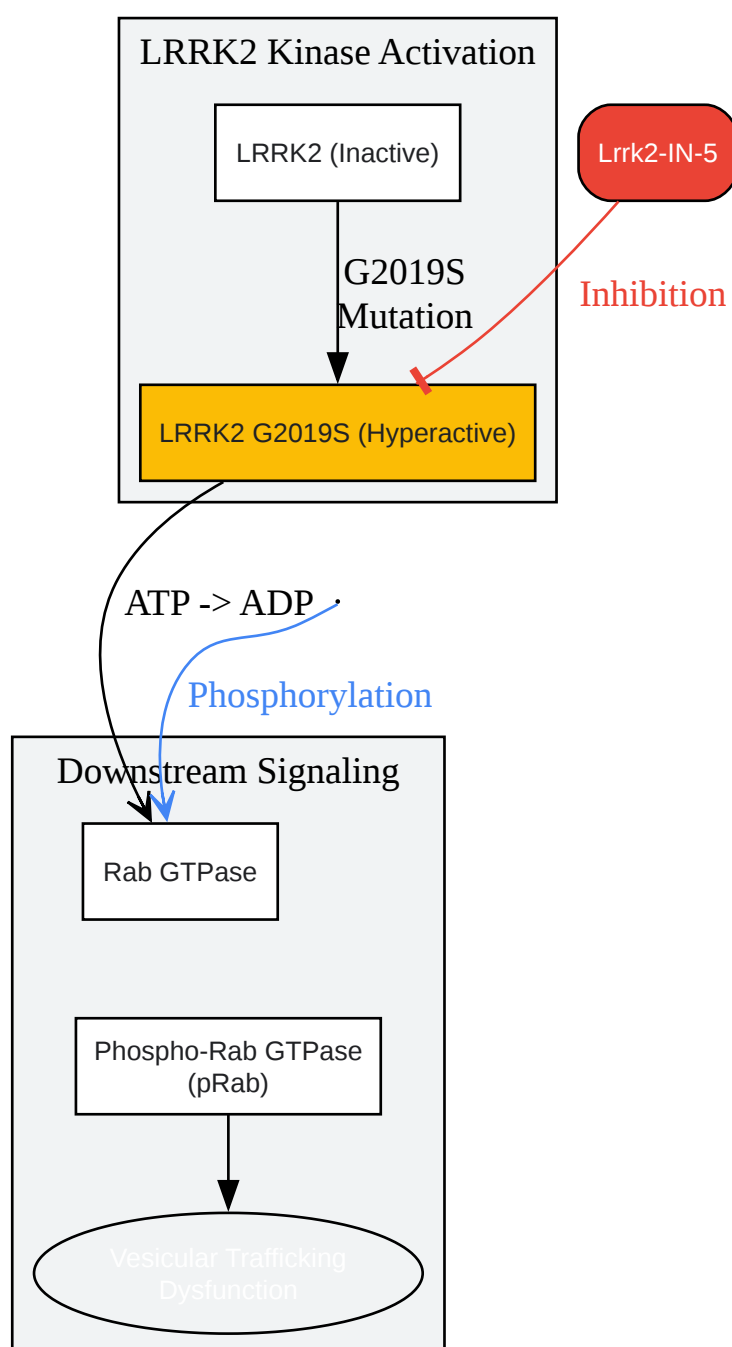 LRRK2 Kinase Activation
LRRK2 (Inactive)
Lrrk2-IN-5
G2019S
Mutation
Inhibition
LRRK2 G2019S (Hyperactive)
ATP -> ADP
Phosphorylation
Downstream Signaling
Rab GTPase
Phospho-Rab GTPase
(pRab)
Vesicular Trafficking
Dysfunction